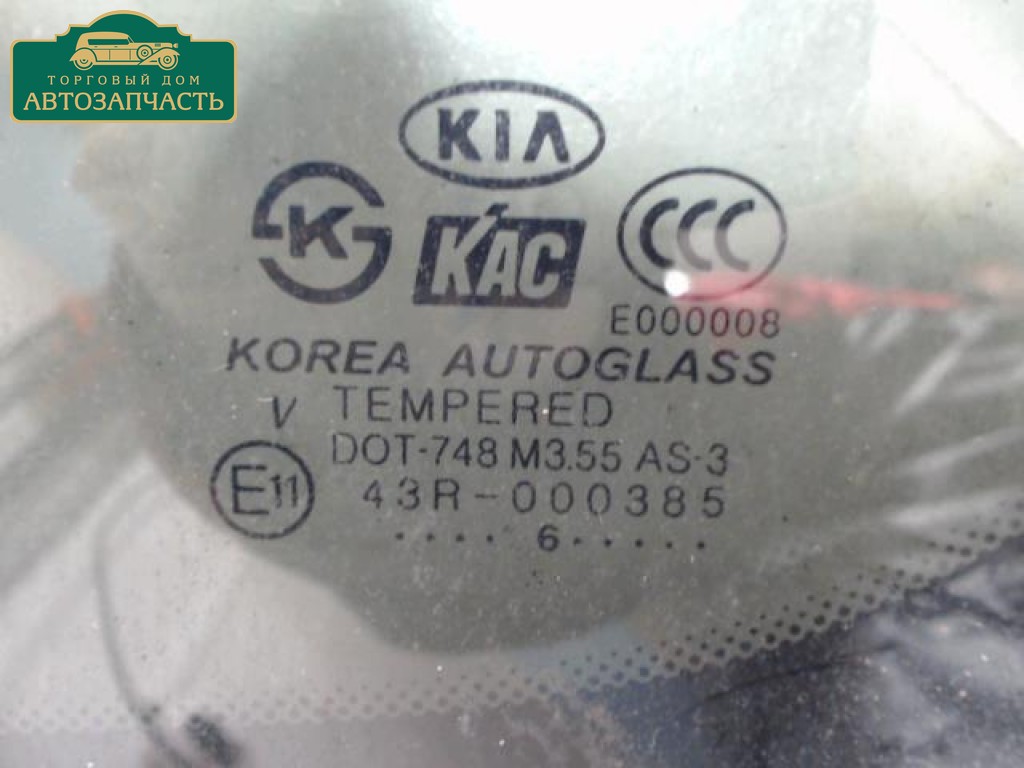 ТОРГОВЫЙ ДОМ
АВТОЗАПЧАСТЬ
KIA
K
KAC
CCC
E000008
KOREA AUTOGLASS
V TEMPERED
DOT-748 M3.55 AS-3
E11 43R-000385
.... 6.....